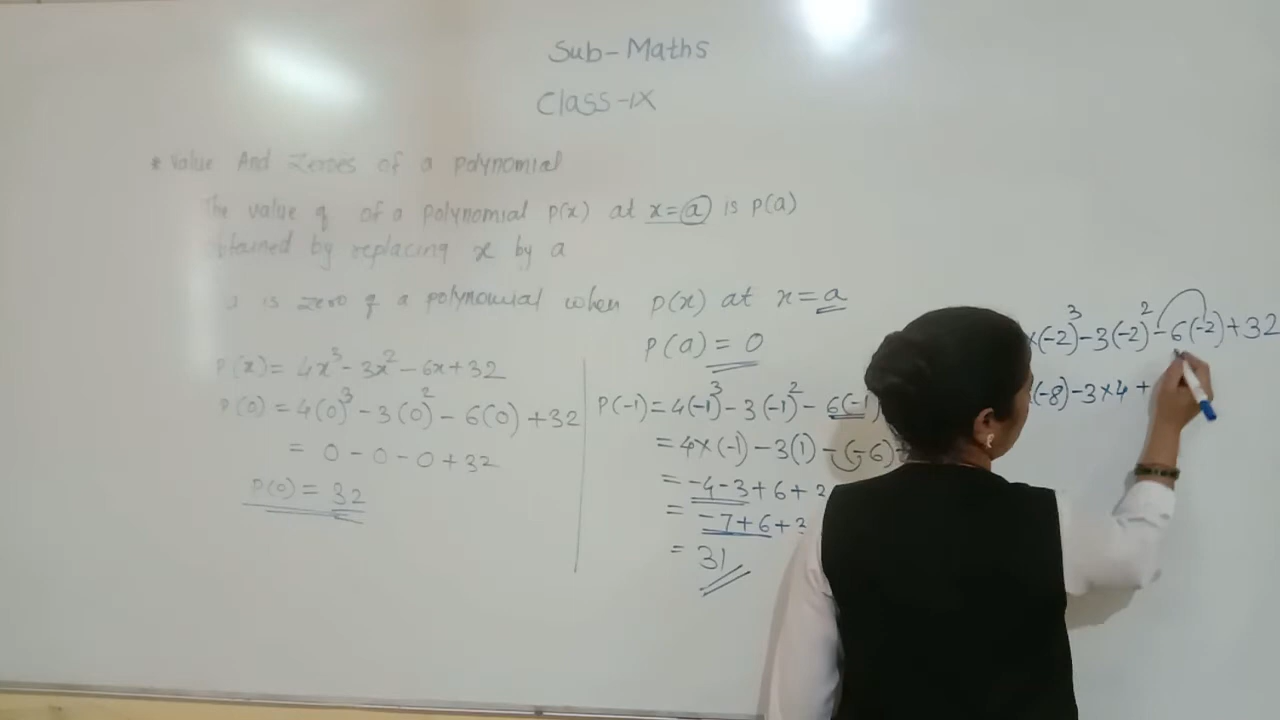 Sub-Maths
Class-IX
* Value And Zeroes of a polynomial
The value of of a polynomial p(x) at x=a is p(a)
obtained by replacing x by a
is zero of a polynomial when p(x) at x=a
p(a)=0
p(x)= 4x³-3x²-6x+32
p(0)=4(0)³-3(0)²-6(0)+32
= 0-0-0+32
p(0)= 32
P(-1)=4(-1)³-3(-1)²-6(-1)
=4×(-1)-3(1)-(-6)+
= -4-3+6+
= -7+6+3
= 31
×(-2)³-3(-2)²-6(-2)+32
(-8)-3×4+